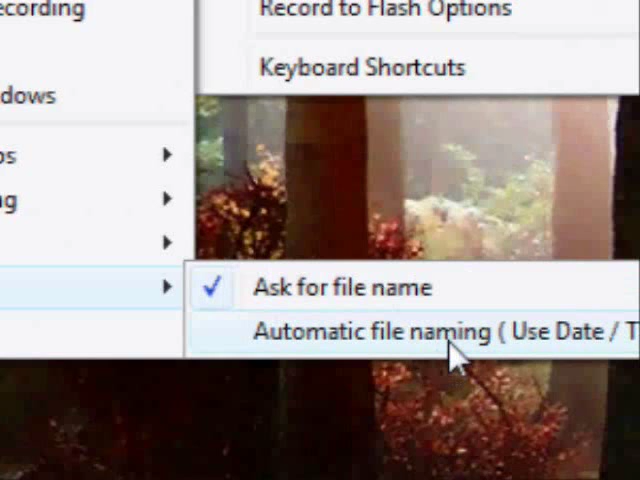 ecording
Record to Flash Options
Keyboard Shortcuts
dows
os
ng
Ask for file name
Automatic file naming ( Use Date / T